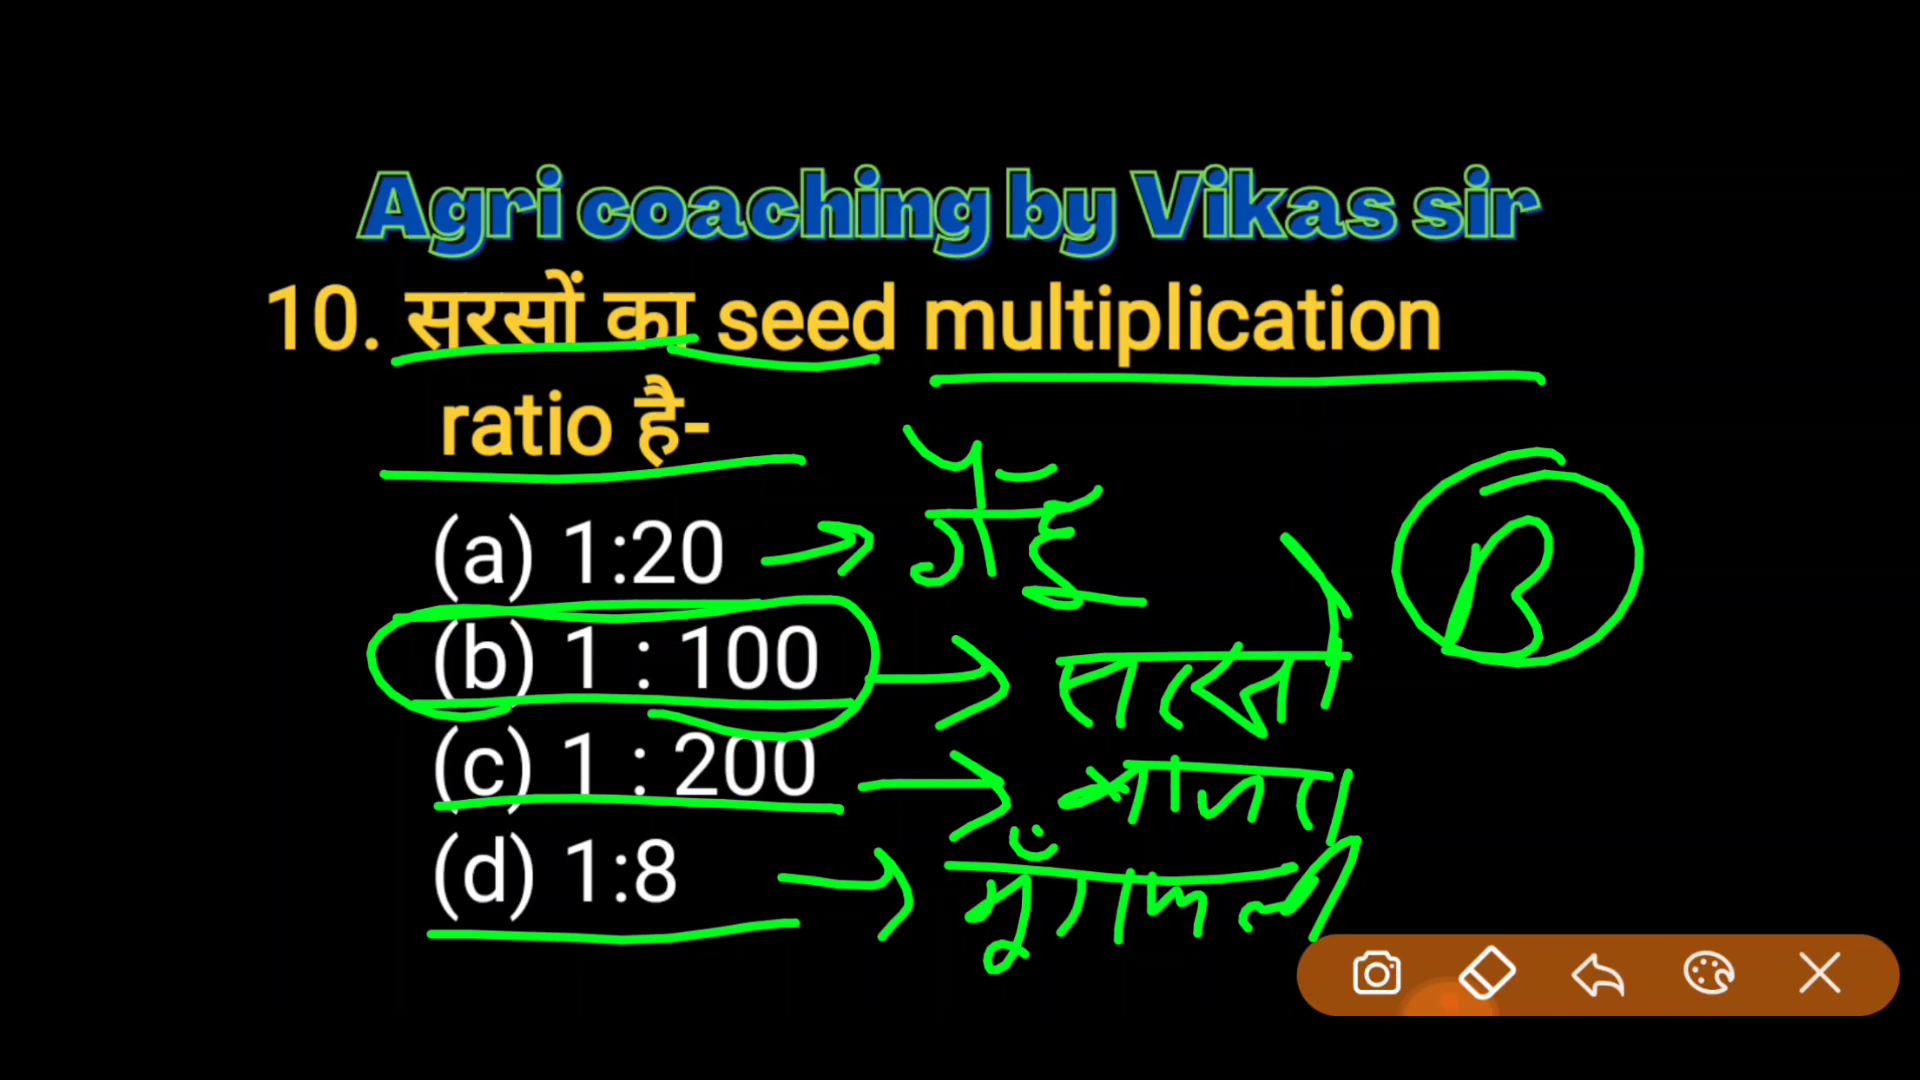 Agri coaching by Vikas sir
10. सरसों का seed multiplication
ratio है-
(a) 1:20 गेहूँ
(b) 1 : 100 सरसों
(c) 1 : 200 बाजरा
(d) 1:8 मूँगफली
B